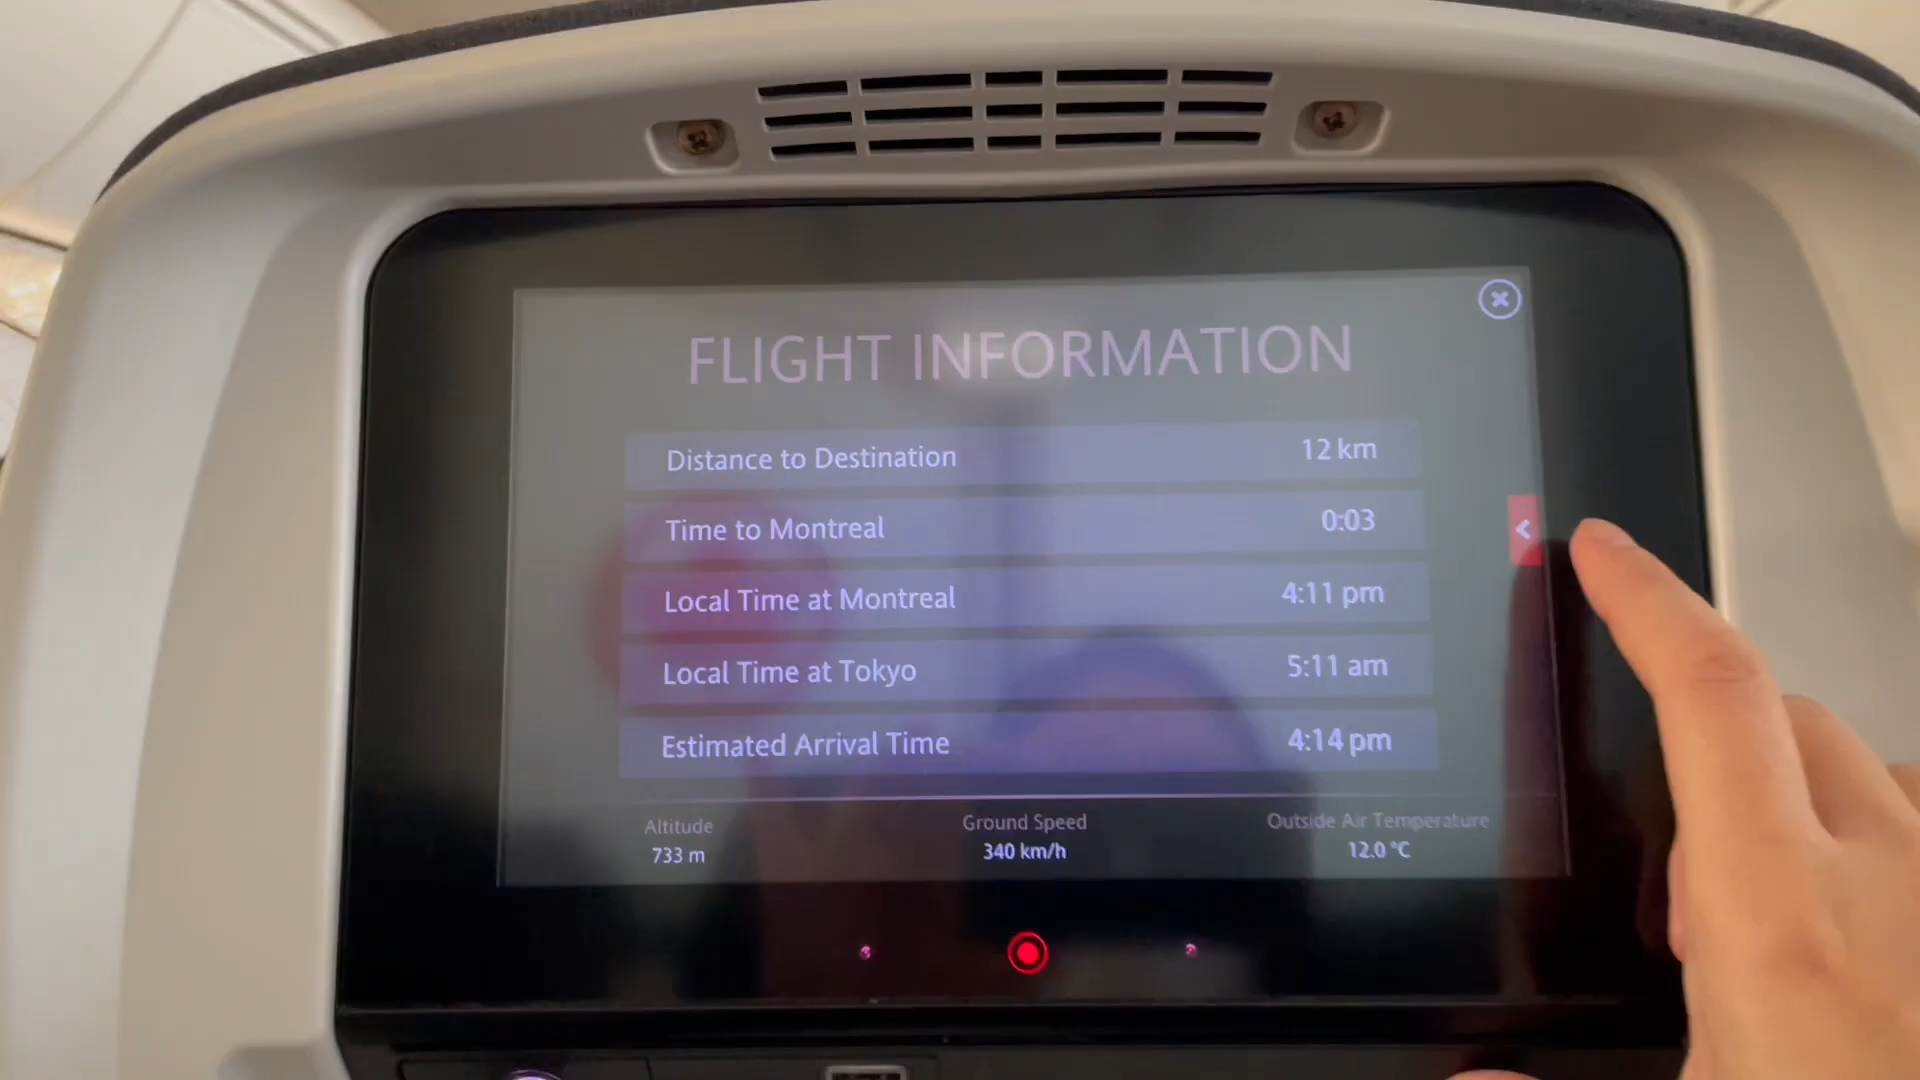 FLIGHT INFORMATION
Distance to Destination 12 km
Time to Montreal 0:03
Local Time at Montreal 4:11 pm
Local Time at Tokyo 5:11 am
Estimated Arrival Time 4:14 pm
Altitude Ground Speed Outside Air Temperature
733 m 340 km/h 12.0 °C